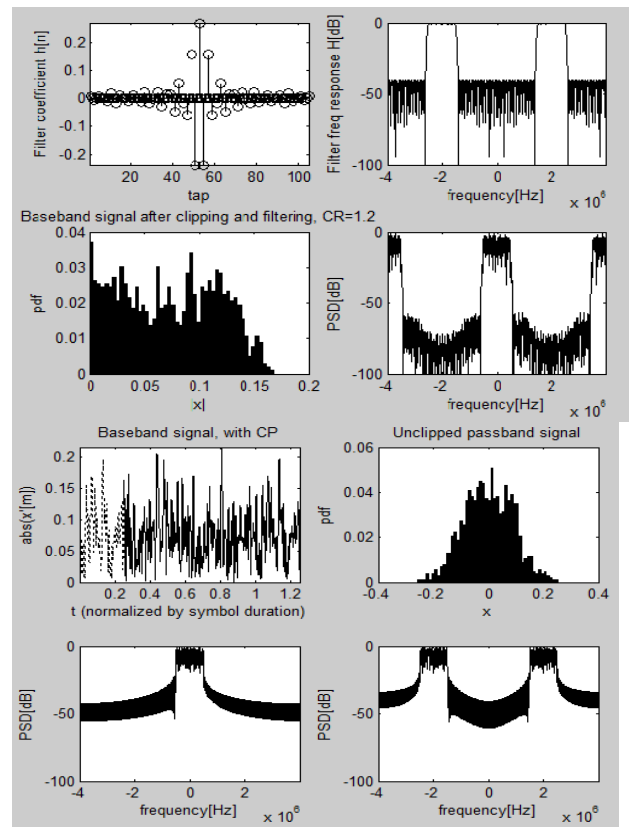 Filter coefficient h[n]
0.2
0.1
0
-0.1
-0.2
20 40 60 80 100
tap
Filter freq response H[dB]
0
-50
-100
-4 -2 0 2
frequency[Hz]
x 10^6
Baseband signal after clipping and filtering, CR=1.2
pdf
0.04
0.03
0.02
0.01
0
0 0.05 0.1 0.15 0.2
|x|
PSD[dB]
0
-50
-100
-4 -2 0 2
frequency[Hz]
x 10^6
Baseband signal, with CP
abs(x'[m])
0.2
0.15
0.1
0.05
0
0.2 0.4 0.6 0.8 1 1.2
t (normalized by symbol duration)
Unclipped passband signal
pdf
0.06
0.04
0.02
0
-0.4 -0.2 0 0.2 0.4
x
PSD[dB]
0
-50
-100
-4 -2 0 2
frequency[Hz]
x 10^6
PSD[dB]
0
-50
-100
-4 -2 0 2
frequency[Hz]
x 10^6